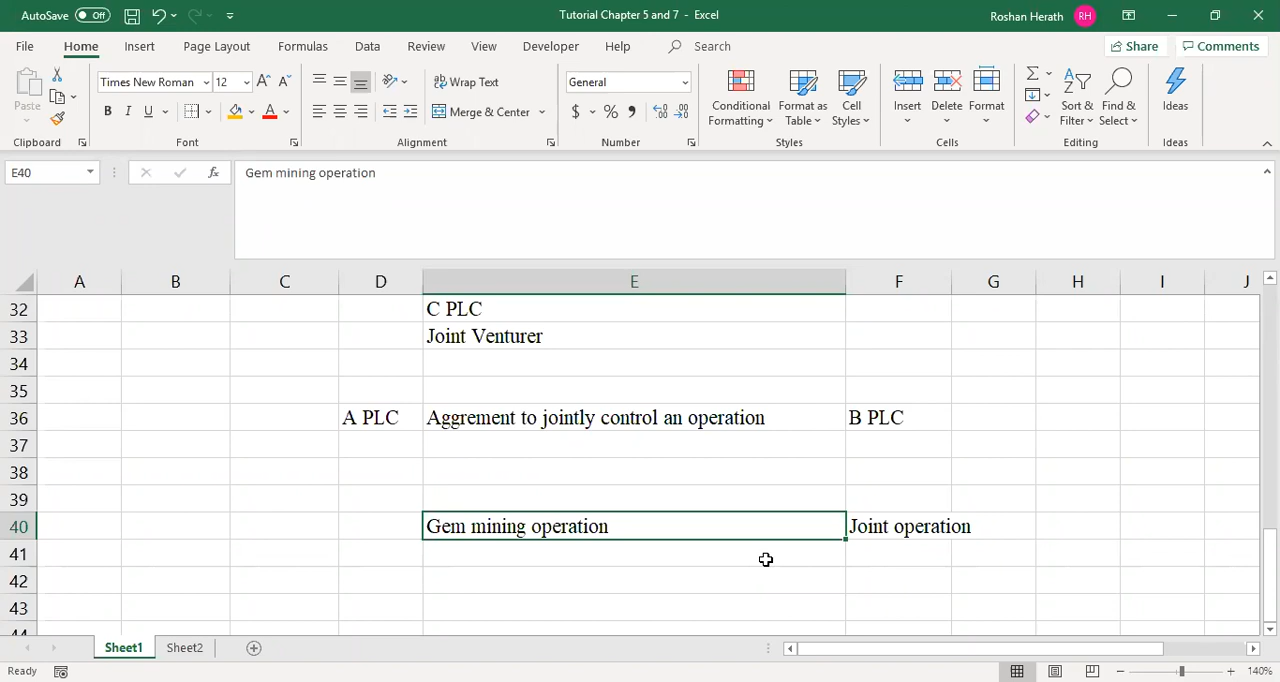 AutoSave Off Tutorial Chapter 5 and 7 - Excel Roshan Herath RH
File Home Insert Page Layout Formulas Data Review View Developer Help Search Share Comments
Times New Roman 12 Wrap Text General
Paste B I U Merge & Center $ % Conditional Formatting Format as Table Cell Styles Insert Delete Format Sort & Filter Find & Select Ideas
Clipboard Font Alignment Number Styles Cells Editing Ideas
E40 fx Gem mining operation
A B C D E F G H I J
32 C PLC
33 Joint Venturer
34
35
36 A PLC Aggrement to jointly control an operation B PLC
37
38
39
40 Gem mining operation Joint operation
41
42
43
44
Sheet1 Sheet2
Ready 140%